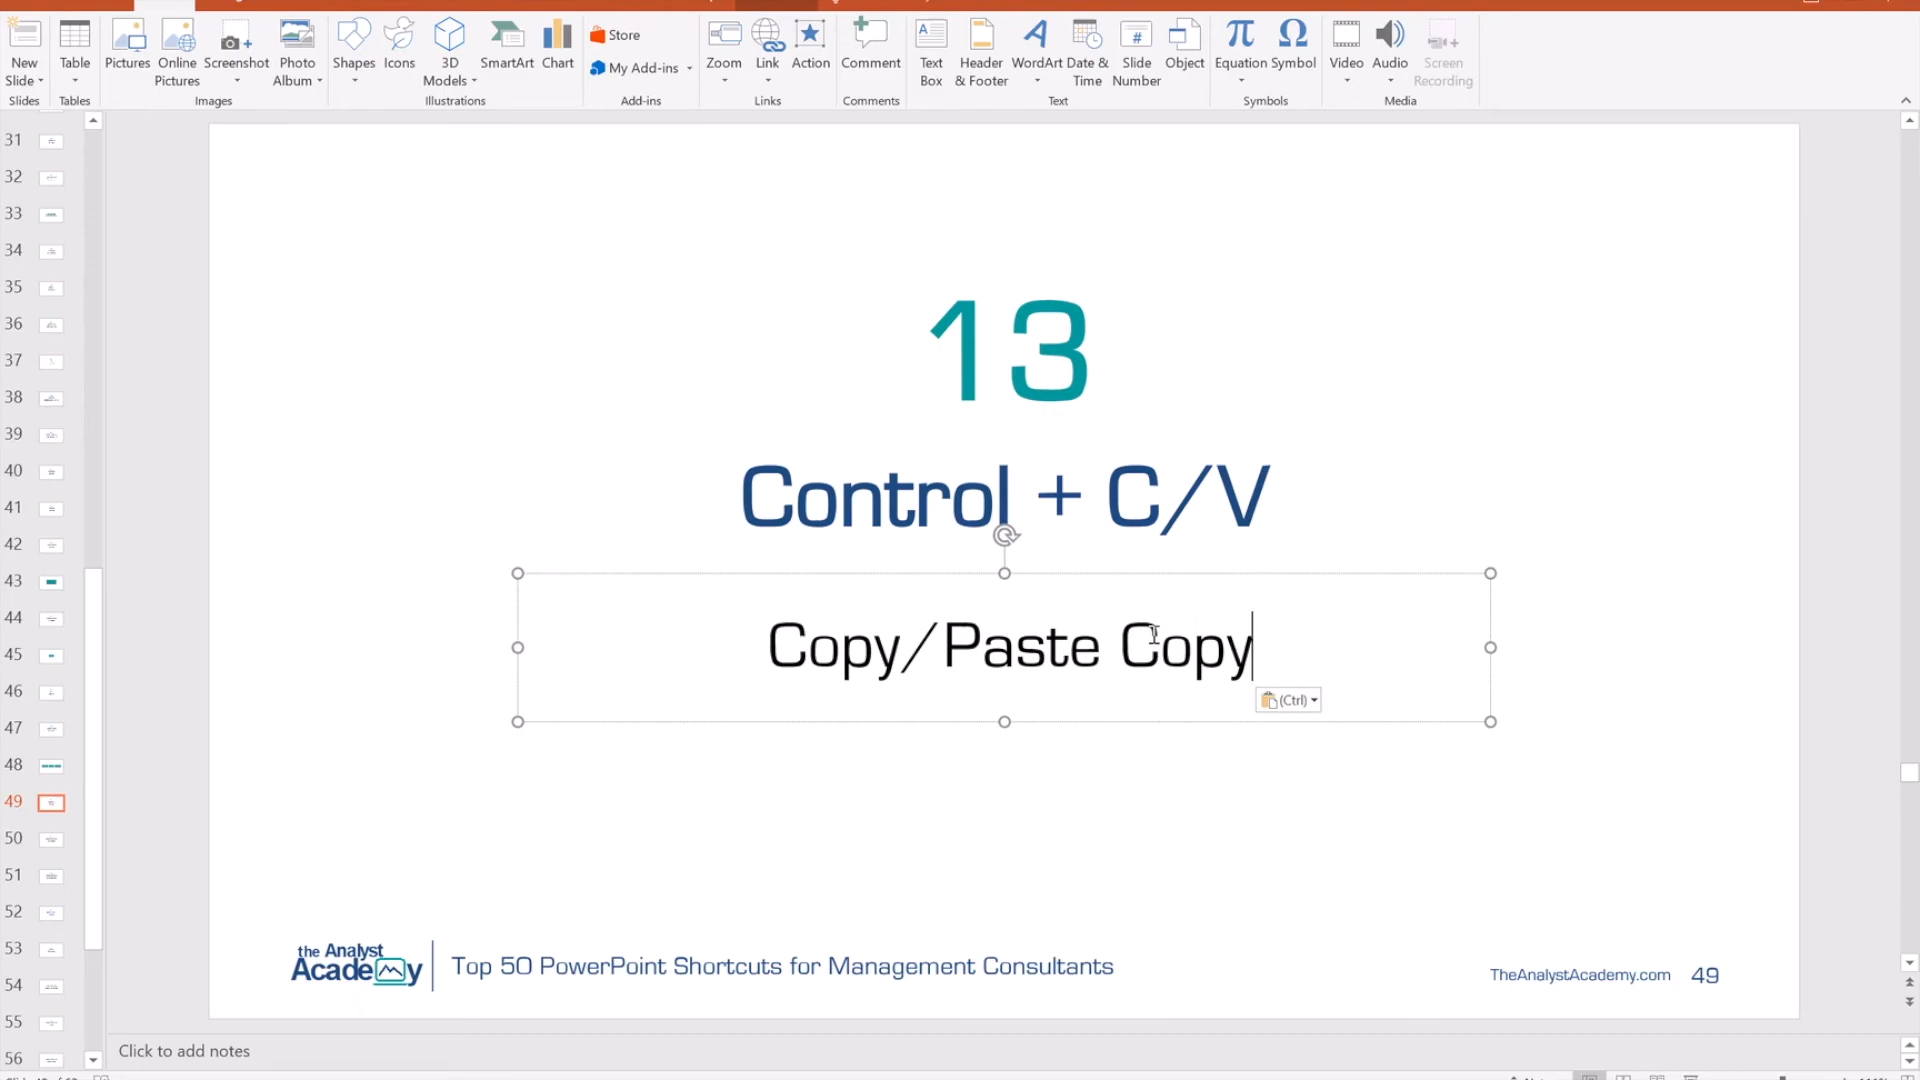 New
Slide
Table
Pictures
Online
Pictures
Screenshot
Photo
Album
Shapes
Icons
3D
Models
SmartArt
Chart
Store
My Add-ins
Zoom
Link
Action
Comment
Text
Box
Header
& Footer
WordArt
Date &
Time
Slide
Number
Object
Equation
Symbol
Video
Audio
Screen
Recording
Slides
Tables
Images
Illustrations
Add-ins
Links
Comments
Text
Symbols
Media
31
32
33
34
35
36
37
38
39
40
41
42
43
44
45
46
47
48
49
50
51
52
53
54
55
56
13
Control + C/V
Copy/Paste Copy
(Ctrl)
the Analyst
Academy
Top 50 PowerPoint Shortcuts for Management Consultants
TheAnalystAcademy.com 49
Click to add notes